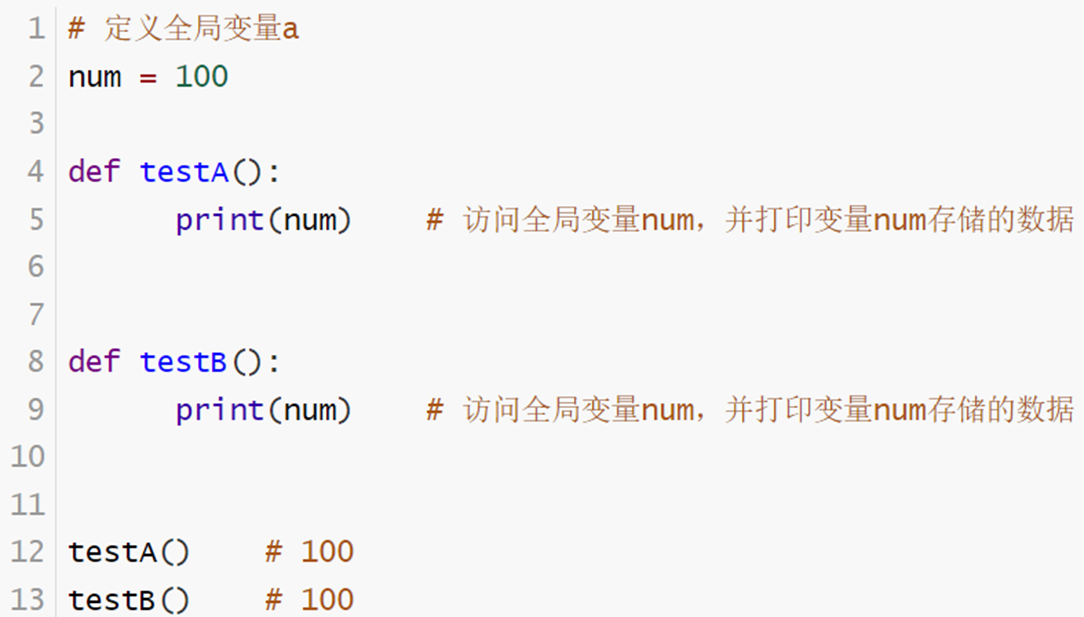 1 # 定义全局变量a
2 num = 100
3
4 def testA():
5 print(num) # 访问全局变量num，并打印变量num存储的数据
6
7
8 def testB():
9 print(num) # 访问全局变量num，并打印变量num存储的数据
10
11
12 testA() # 100
13 testB() # 100